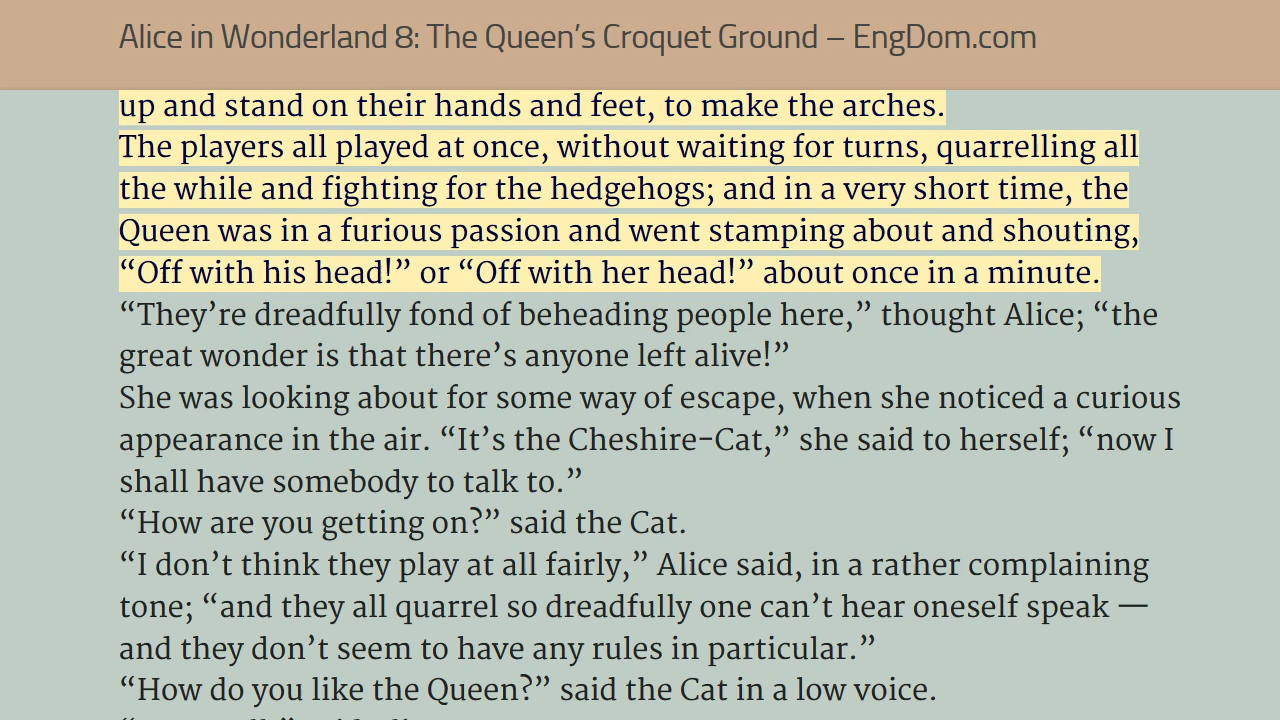 Alice in Wonderland 8: The Queen’s Croquet Ground – EngDom.com
up and stand on their hands and feet, to make the arches.
The players all played at once, without waiting for turns, quarrelling all
the while and fighting for the hedgehogs; and in a very short time, the
Queen was in a furious passion and went stamping about and shouting,
“Off with his head!” or “Off with her head!” about once in a minute.
“They’re dreadfully fond of beheading people here,” thought Alice; “the
great wonder is that there’s anyone left alive!”
She was looking about for some way of escape, when she noticed a curious
appearance in the air. “It’s the Cheshire-Cat,” she said to herself; “now I
shall have somebody to talk to.”
“How are you getting on?” said the Cat.
“I don’t think they play at all fairly,” Alice said, in a rather complaining
tone; “and they all quarrel so dreadfully one can’t hear oneself speak —
and they don’t seem to have any rules in particular.”
“How do you like the Queen?” said the Cat in a low voice.